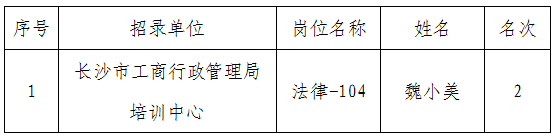 序号 招录单位 岗位名称 姓名 名次
1 长沙市工商行政管理局 法律-104 魏小美 2
培训中心